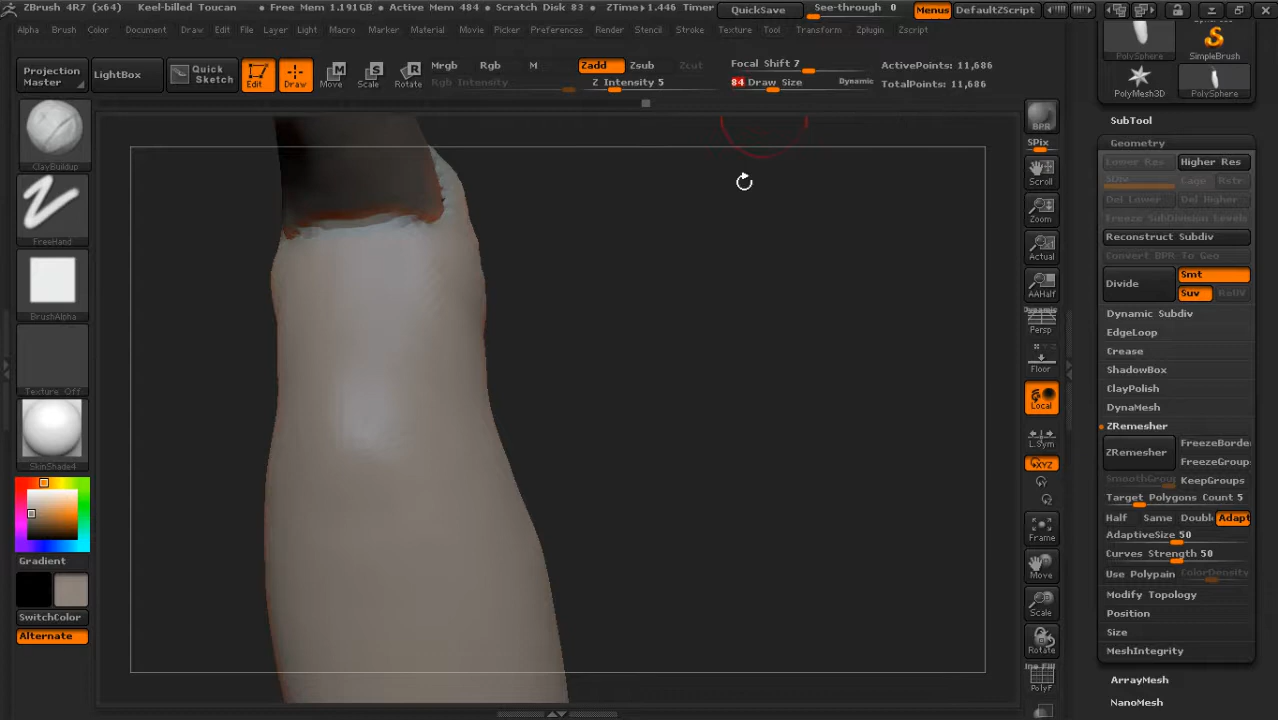 ZBrush 4R7 (x64) Keel-billed Toucan • Free Mem 1.191GB • Active Mem 484 • Scratch Disk 83 • ZTime▸1.446 Timer
QuickSave
See-through 0
Menus
DefaultZScript
Alpha Brush Color Document Draw Edit File Layer Light Macro Marker Material Movie Picker Preferences Render Stencil Stroke Texture Tool Transform Zplugin Zscript
Projection Master
LightBox
Quick Sketch
Edit
Draw
Move
Scale
Rotate
Mrgb Rgb M
Rgb Intensity
Zadd Zsub Zcut
Z Intensity 5
Focal Shift 7
84 Draw Size
Dynamic
ActivePoints: 11,686
TotalPoints: 11,686
ClayBuildup
FreeHand
BrushAlpha
Texture Off
SkinShade4
Gradient
SwitchColor
Alternate
BPR
SPix
Scroll
Zoom
Actual
AAHalf
Dynamic
Persp
Floor
Local
L.Sym
XYZ
Frame
Move
Scale
Rotate
Line Fill
PolyF
PolySphere
SimpleBrush
PolyMesh3D
PolySphere
SubTool
Geometry
Lower Res
Higher Res
SDiv
Cage
Rstr
Del Lower
Del Higher
Freeze SubDivision Levels
Reconstruct Subdiv
Convert BPR To Geo
Divide
Smt
Suv
ReUV
Dynamic Subdiv
EdgeLoop
Crease
ShadowBox
ClayPolish
DynaMesh
ZRemesher
ZRemesher
FreezeBorde
FreezeGroup
SmoothGrou
KeepGroups
Target Polygons Count 5
Half Same Doubl Adapt
AdaptiveSize 50
Curves Strength 50
Use Polypain
ColorDensity
Modify Topology
Position
Size
MeshIntegrity
ArrayMesh
NanoMesh